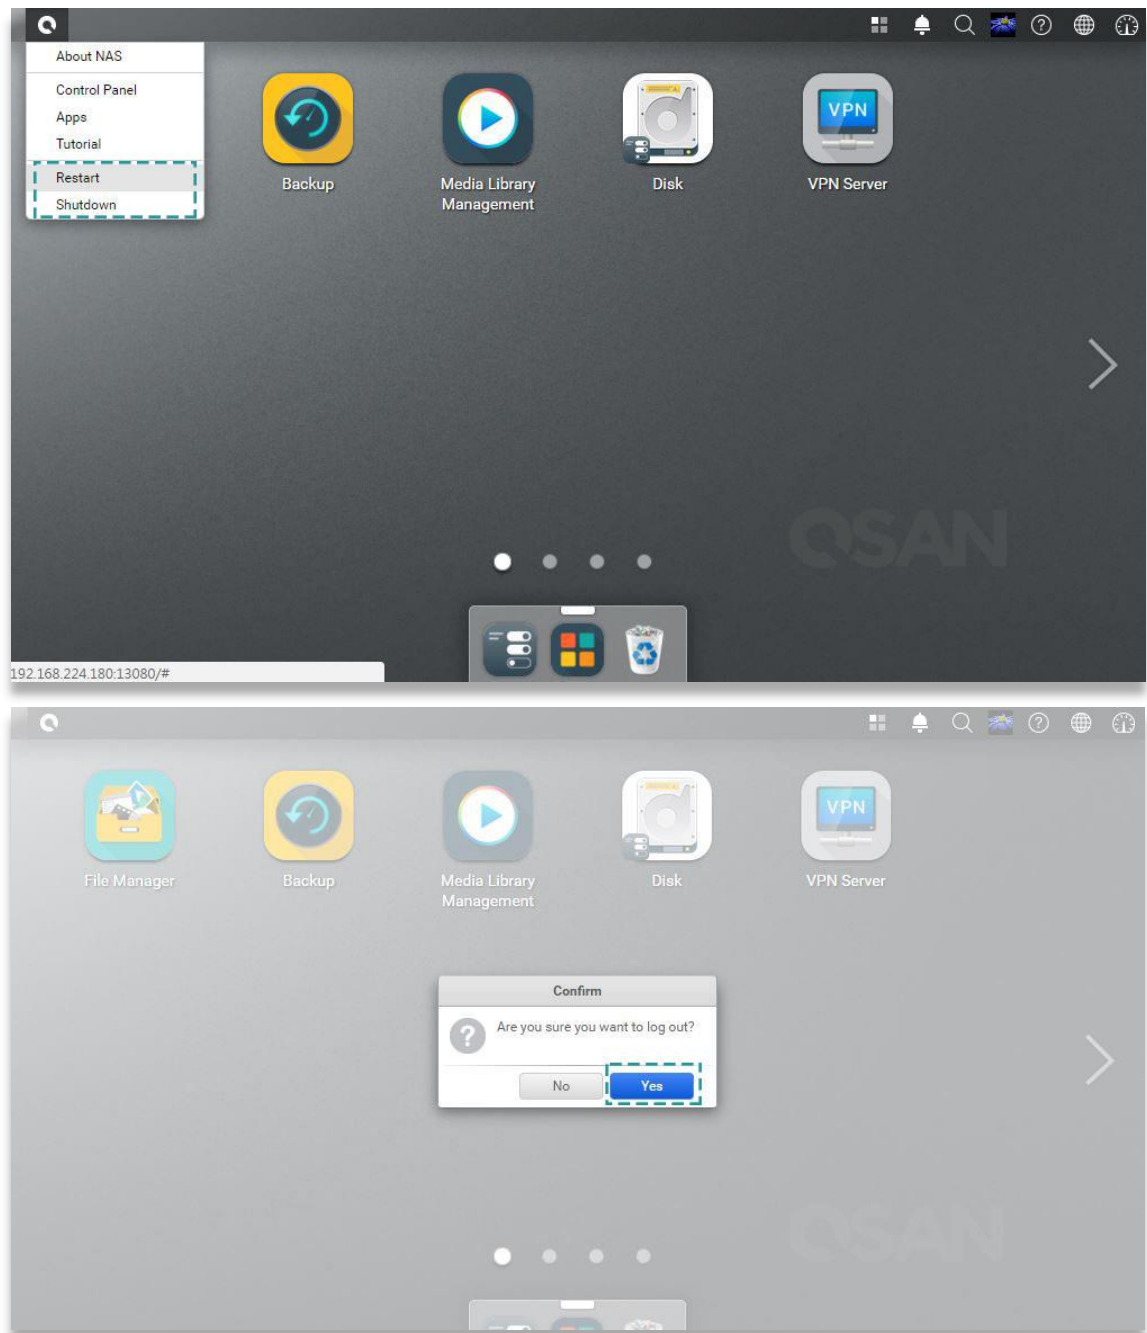 About NAS
Control Panel
Apps
Tutorial
Restart
Shutdown
Backup
Media Library
Management
Disk
VPN
VPN Server
QSAN
192.168.224.180:13080/#
File Manager
Backup
Media Library
Management
Disk
VPN
VPN Server
Confirm
Are you sure you want to log out?
No
Yes
QSAN